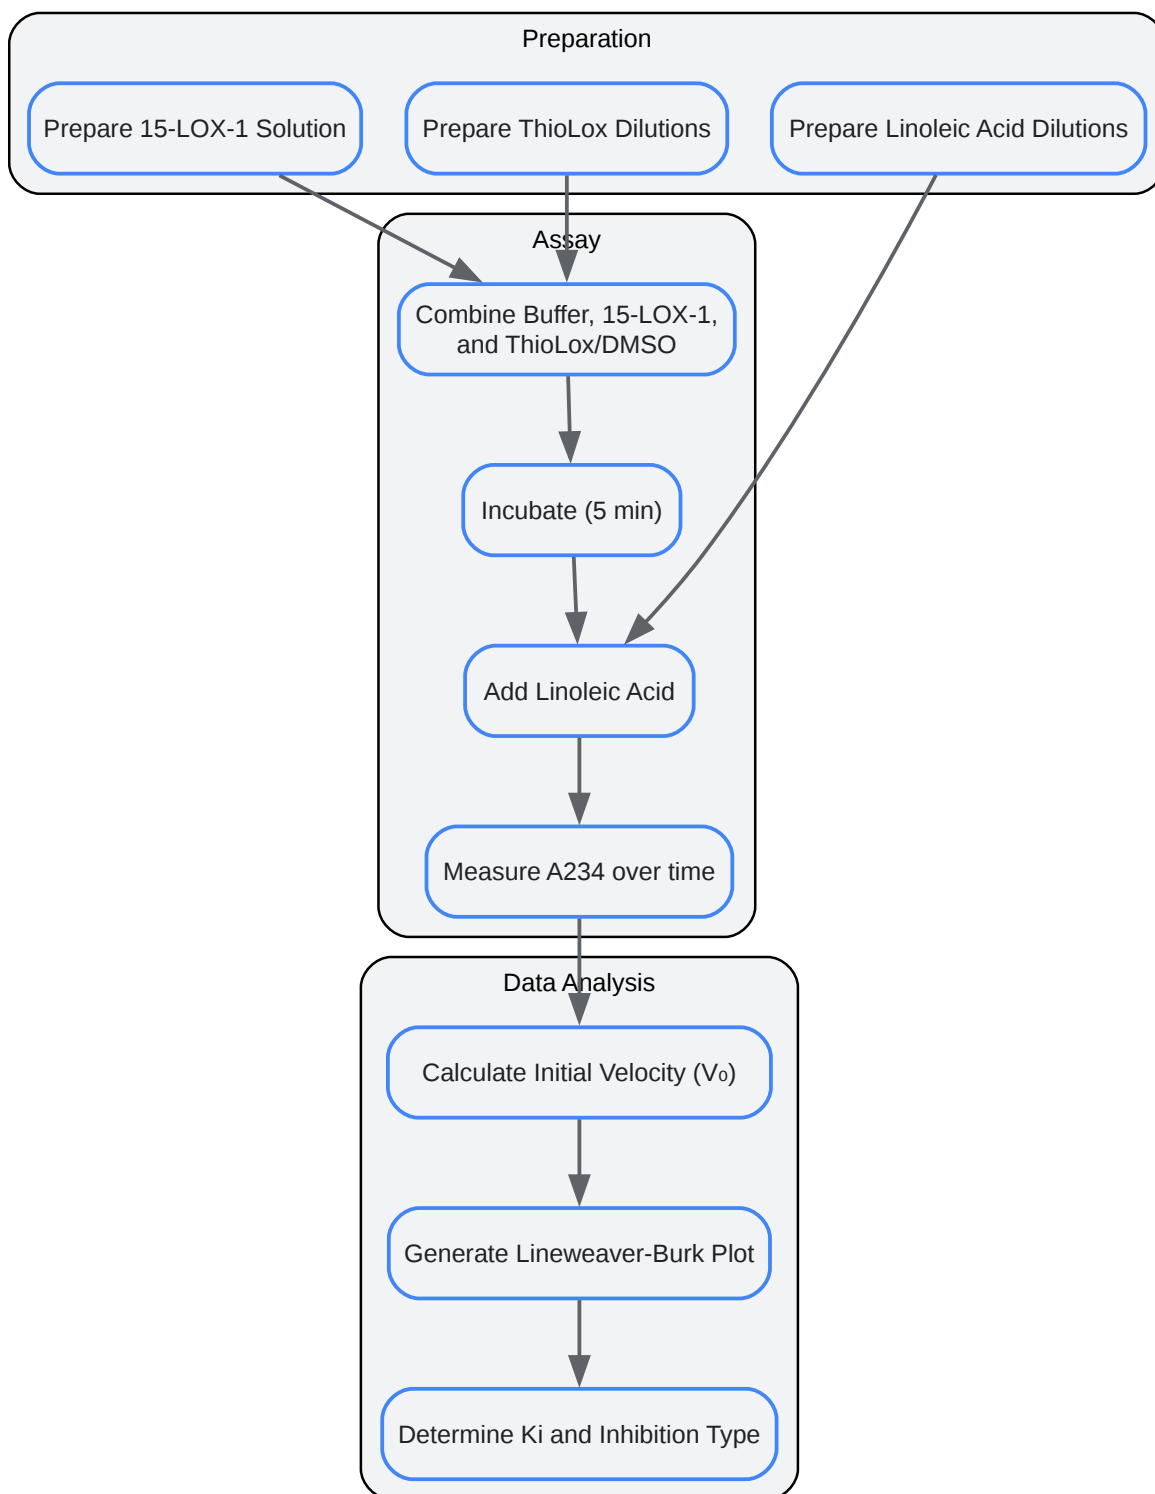 Preparation
Prepare 15-LOX-1 Solution
Prepare ThioLox Dilutions
Prepare Linoleic Acid Dilutions
Assay
Combine Buffer, 15-LOX-1,
and ThioLox/DMSO
Incubate (5 min)
Add Linoleic Acid
Measure A234 over time
Data Analysis
Calculate Initial Velocity (V₀)
Generate Lineweaver-Burk Plot
Determine Ki and Inhibition Type